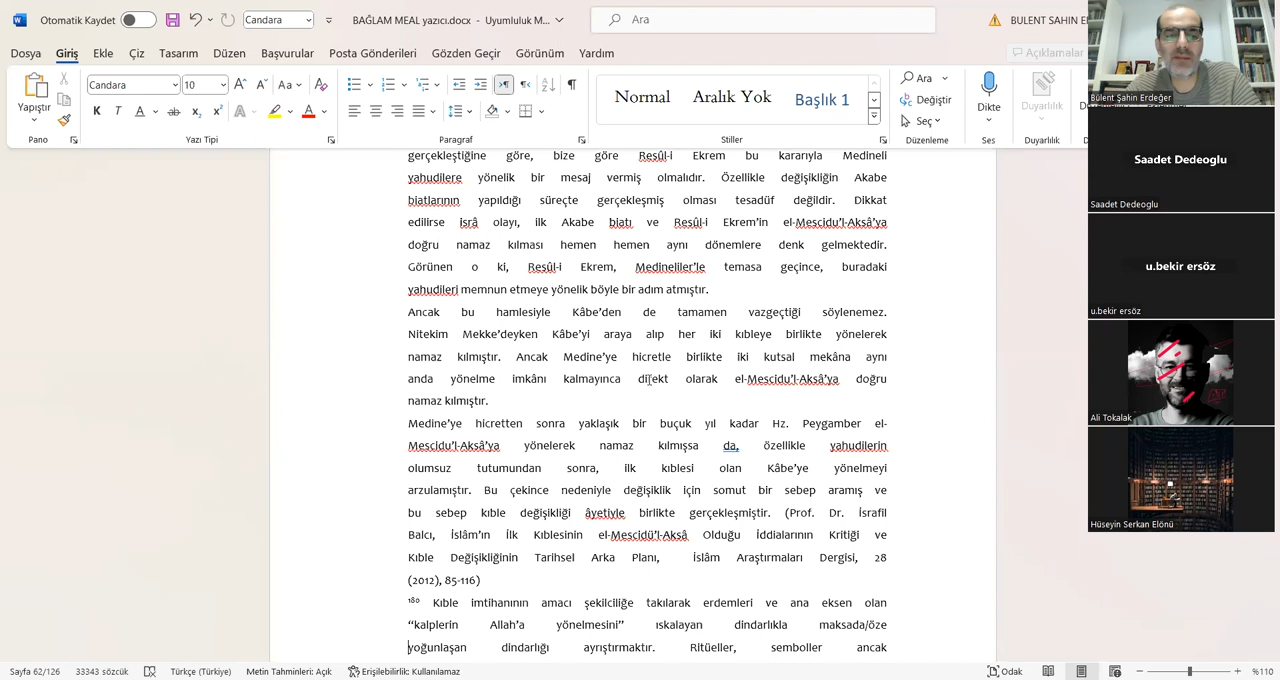 Otomatik Kaydet
Candara
BAĞLAM MEAL yazıcı.docx - Uyumluluk M...
Ara
BULENT SAHIN
Dosya Giriş Ekle Çiz Tasarım Düzen Başvurular Posta Gönderileri Gözden Geçir Görünüm Yardım
Açıklamalar
Yapıştır
Candara 10
Normal Aralık Yok Başlık 1
Ara
Değiştir
Seç
Dikte
Duyarlılık
Pano Yazı Tipi Paragraf Stiller Düzenleme Ses Duyarlılık
gerçekleştiğine göre, bize göre Resûl-i Ekrem bu kararıyla Medineli
yahudilere yönelik bir mesaj vermiş olmalıdır. Özellikle değişikliğin Akabe
biatlarının yapıldığı süreçte gerçekleşmiş olması tesadüf değildir. Dikkat
edilirse isrâ olayı, ilk Akabe biatı ve Resûl-i Ekrem’in el-Mescidu’l-Aksâ’ya
doğru namaz kılması hemen hemen aynı dönemlere denk gelmektedir.
Görünen o ki, Resûl-i Ekrem, Medineliler’le temasa geçince, buradaki
yahudileri memnun etmeye yönelik böyle bir adım atmıştır.
Ancak bu hamlesiyle Kâbe’den de tamamen vazgeçtiği söylenemez.
Nitekim Mekke’deyken Kâbe’yi araya alıp her iki kıbleye birlikte yönelerek
namaz kılmıştır. Ancak Medine’ye hicretle birlikte iki kutsal mekâna aynı
anda yönelme imkânı kalmayınca direkt olarak el-Mescidu’l-Aksâ’ya doğru
namaz kılmıştır.
Medine’ye hicretten sonra yaklaşık bir buçuk yıl kadar Hz. Peygamber el-
Mescidu’l-Aksâ’ya yönelerek namaz kılmışsa da, özellikle yahudilerin
olumsuz tutumundan sonra, ilk kıblesi olan Kâbe’ye yönelmeyi
arzulamıştır. Bu çekince nedeniyle değişiklik için somut bir sebep aramış ve
bu sebep de değişikliği âyetiyle birlikte gerçekleşmiştir. (Prof. Dr. İsrafil
Balcı, İslâm’ın İlk Kıblesinin el-Mescidü’l-Aksâ Olduğu İddialarının Kritiği ve
Kıble Değişikliğinin Tarihsel Arka Planı, İslâm Araştırmaları Dergisi, 28
(2012), 85-116)
180 Kıble imtihanının amacı şekilciliğe takılarak erdemleri ve ana eksen olan
“kalplerin Allah’a yönelmesini” ıskalayan dindarlıkla maksada/öze
yoğunlaşan dindarlığı ayrıştırmaktır. Ritüeller, semboller ancak
Bülent Şahin Erdeğer
Saadet Dedeoglu
Saadet Dedeoglu
u.bekir ersöz
u.bekir ersöz
Ali Tokalak
Hüseyin Serkan Elönü
Sayfa 62/126 33343 sözcük Türkçe (Türkiye) Metin Tahminleri: Açık Erişilebilirlik: Kullanılamaz Odak %110